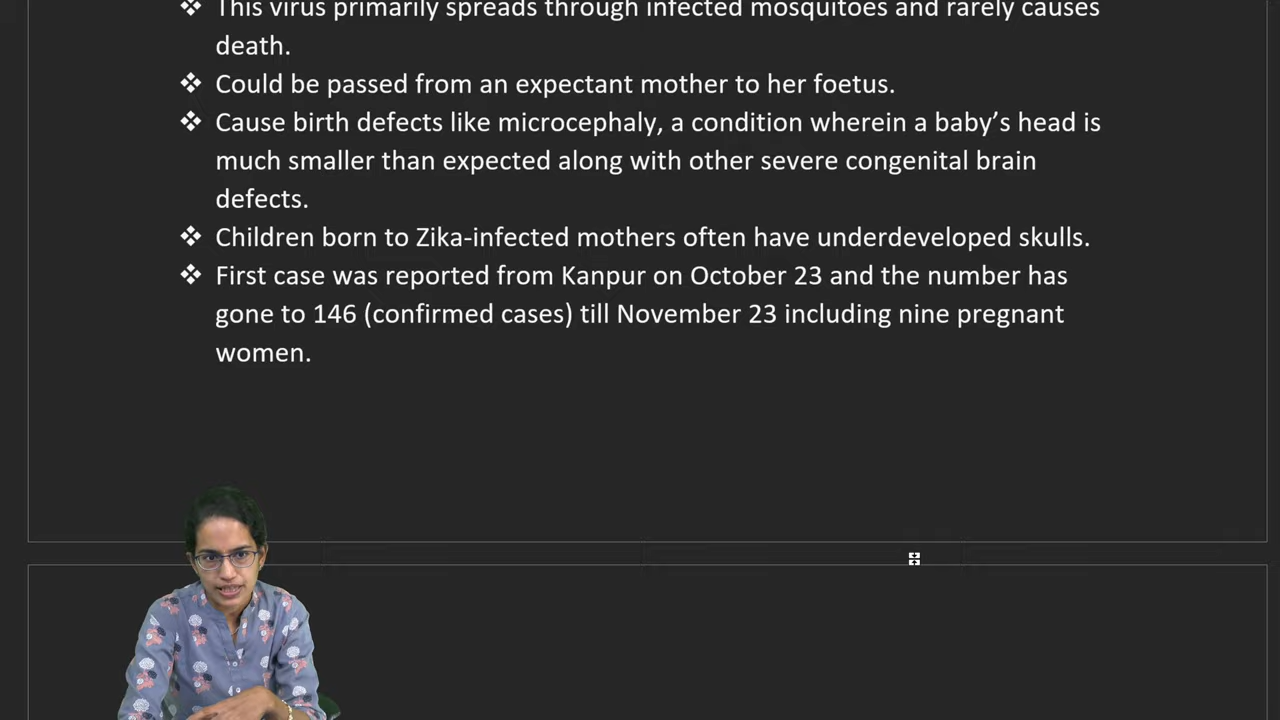 ❖ This virus primarily spreads through infected mosquitoes and rarely causes
death.
❖ Could be passed from an expectant mother to her foetus.
❖ Cause birth defects like microcephaly, a condition wherein a baby’s head is
much smaller than expected along with other severe congenital brain
defects.
❖ Children born to Zika-infected mothers often have underdeveloped skulls.
❖ First case was reported from Kanpur on October 23 and the number has
gone to 146 (confirmed cases) till November 23 including nine pregnant
women.